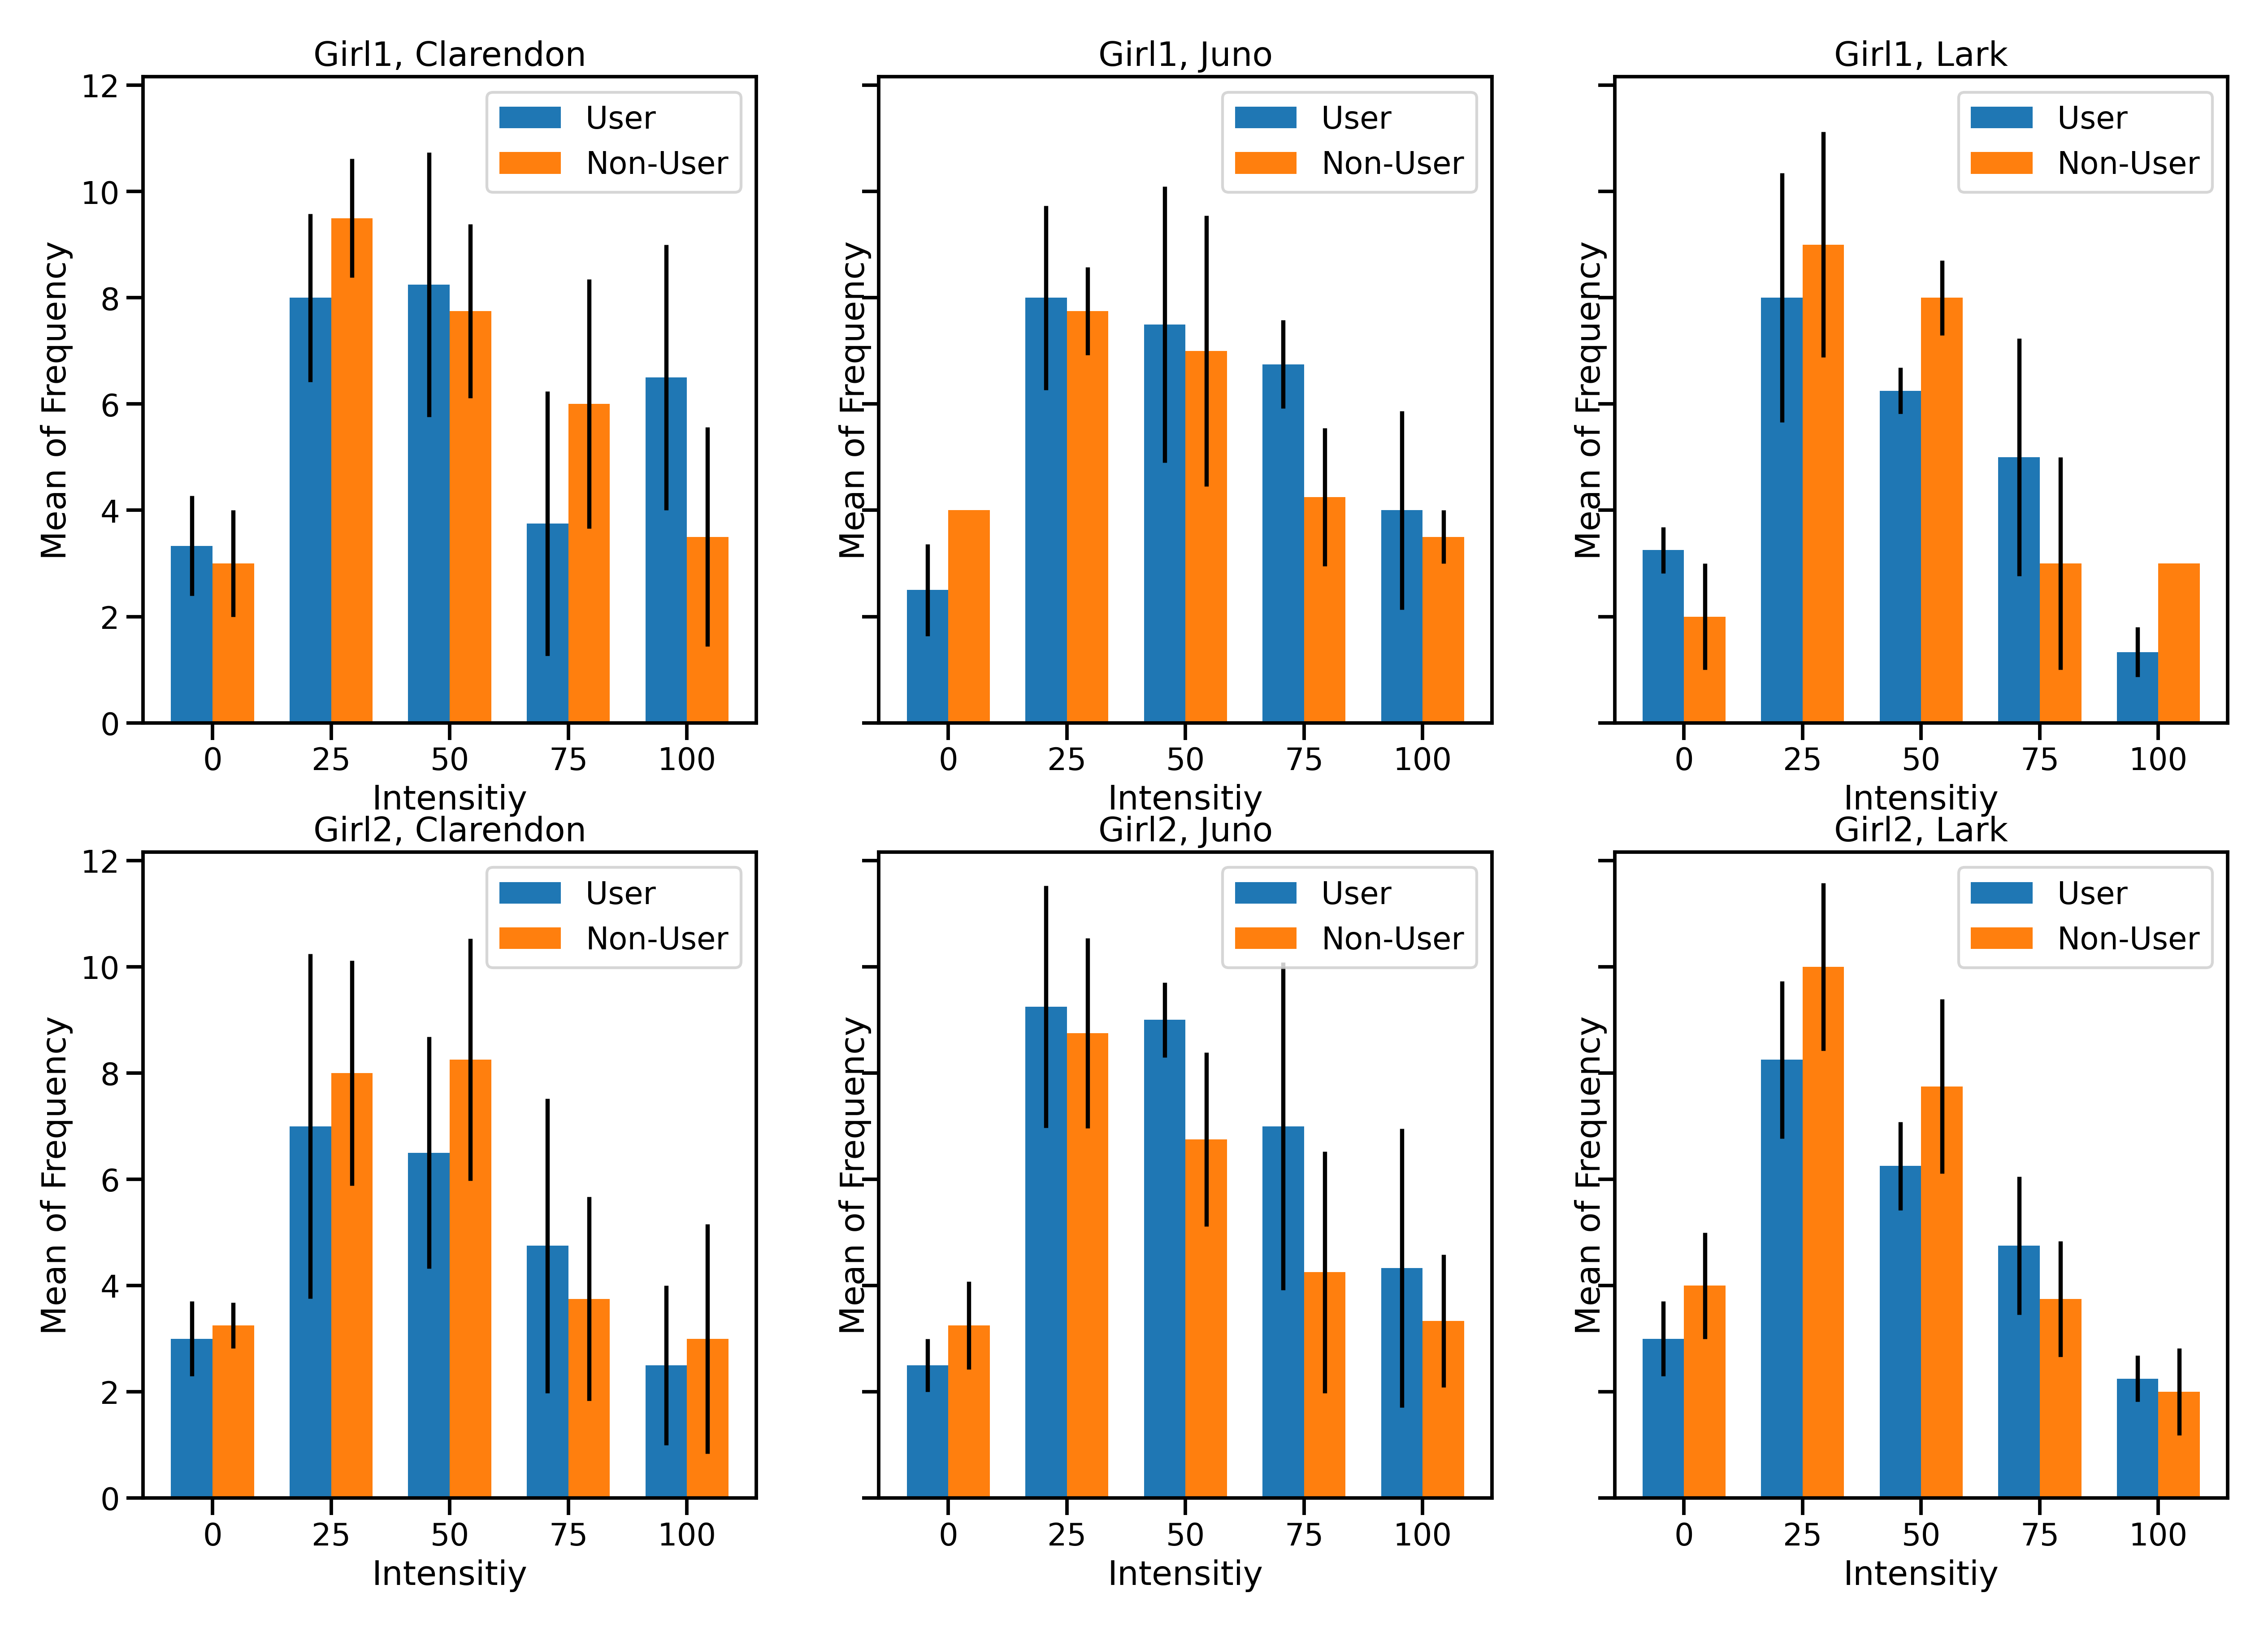 Girl1, Clarendon
12
10
8
6
4
2
0
Mean of Frequency
User
Non-User
0 25 50 75 100
Intensitiy
Girl1, Juno
Mean of Frequency
User
Non-User
0 25 50 75 100
Intensitiy
Girl1, Lark
Mean of Frequency
User
Non-User
0 25 50 75 100
Intensitiy
Girl2, Clarendon
12
10
8
6
4
2
0
Mean of Frequency
User
Non-User
0 25 50 75 100
Intensitiy
Girl2, Juno
Mean of Frequency
User
Non-User
0 25 50 75 100
Intensitiy
Girl2, Lark
Mean of Frequency
User
Non-User
0 25 50 75 100
Intensitiy